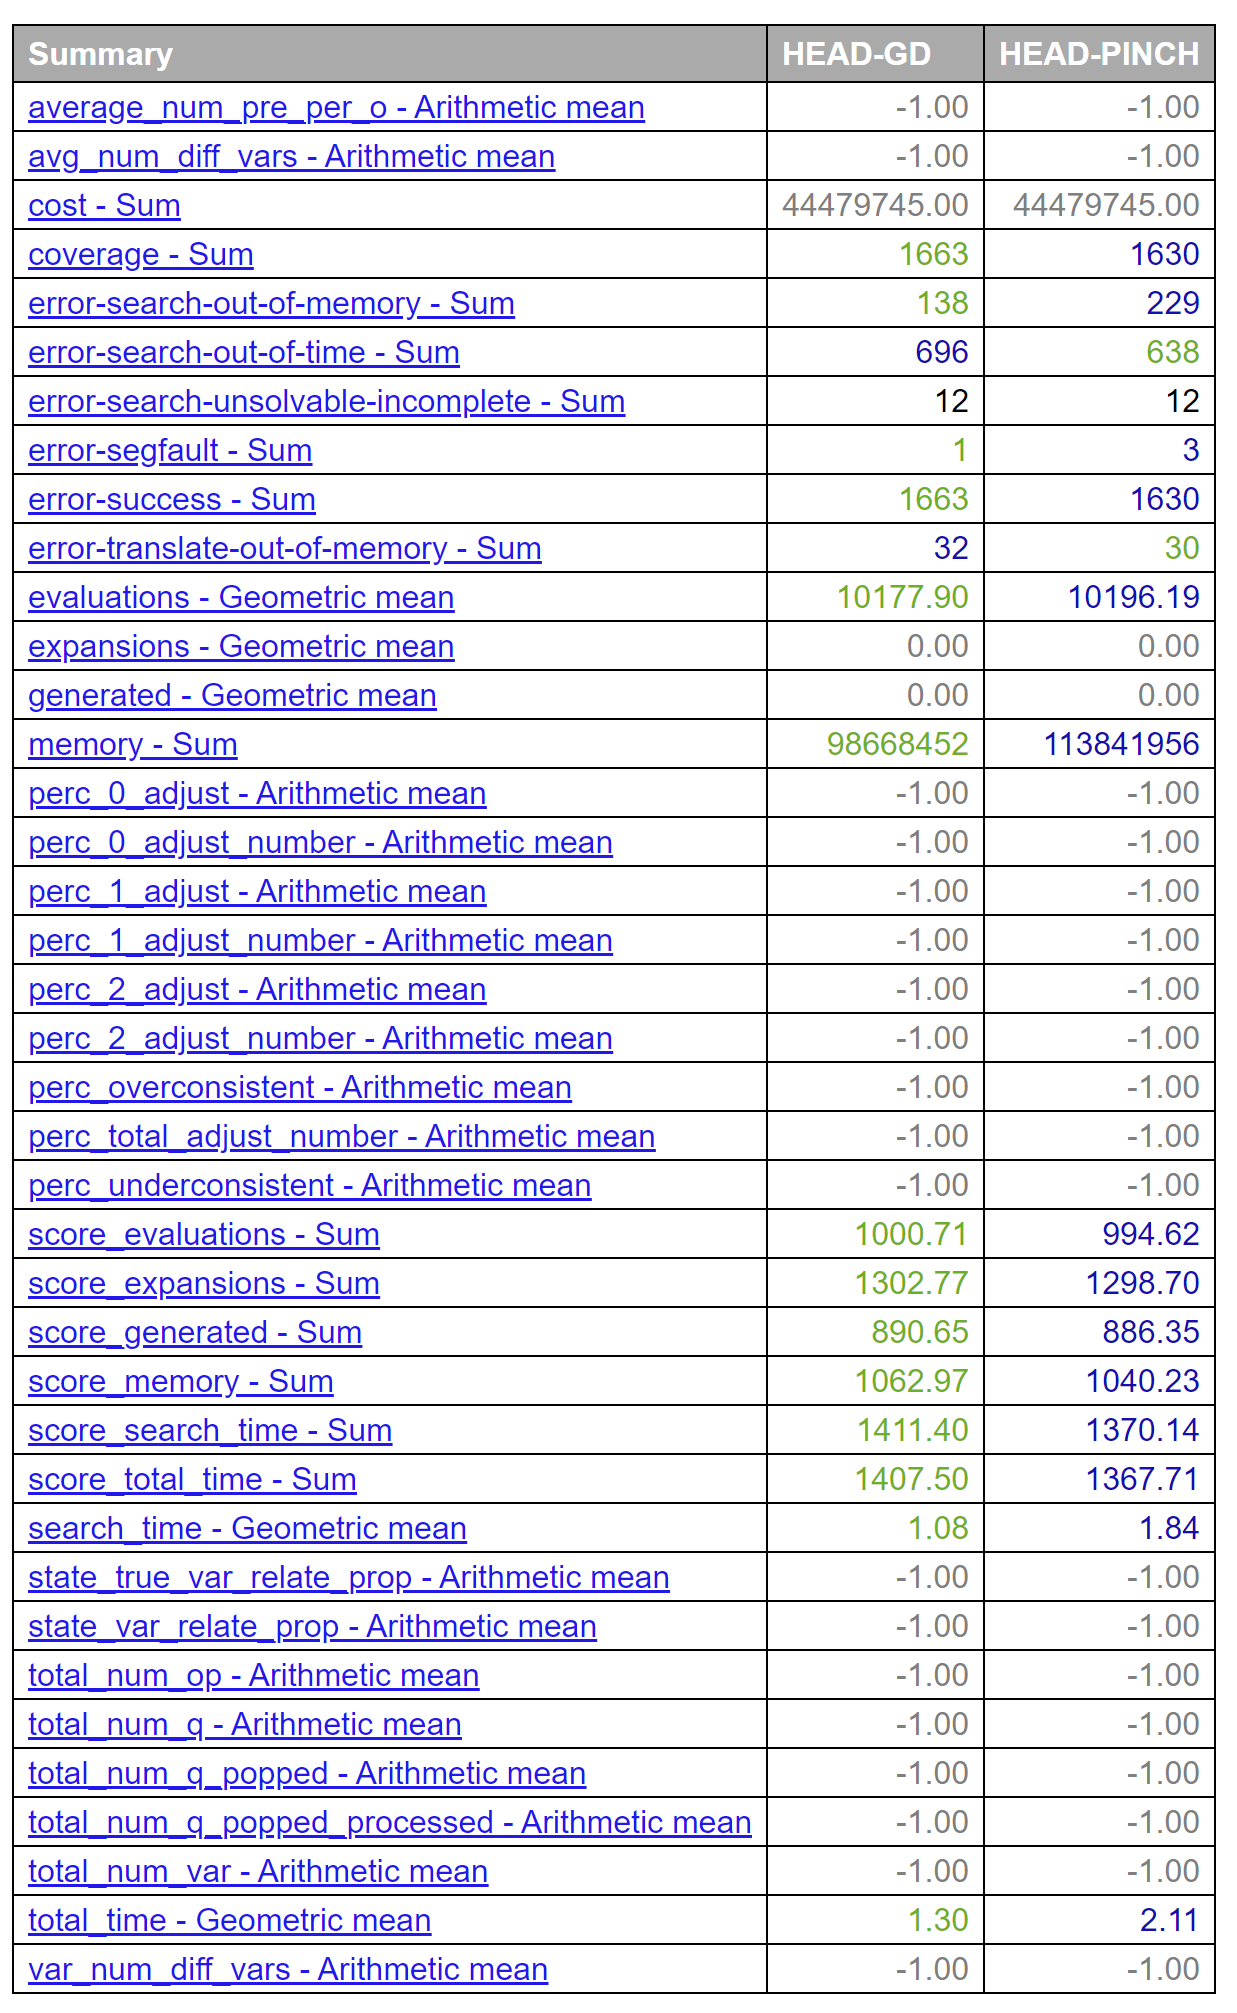 Summary HEAD-GD HEAD-PINCH
average_num_pre_per_o - Arithmetic mean -1.00 -1.00
avg_num_diff_vars - Arithmetic mean -1.00 -1.00
cost - Sum 44479745.00 44479745.00
coverage - Sum 1663 1630
error-search-out-of-memory - Sum 138 229
error-search-out-of-time - Sum 696 638
error-search-unsolvable-incomplete - Sum 12 12
error-segfault - Sum 1 3
error-success - Sum 1663 1630
error-translate-out-of-memory - Sum 32 30
evaluations - Geometric mean 10177.90 10196.19
expansions - Geometric mean 0.00 0.00
generated - Geometric mean 0.00 0.00
memory - Sum 98668452 113841956
perc_0_adjust - Arithmetic mean -1.00 -1.00
perc_0_adjust_number - Arithmetic mean -1.00 -1.00
perc_1_adjust - Arithmetic mean -1.00 -1.00
perc_1_adjust_number - Arithmetic mean -1.00 -1.00
perc_2_adjust - Arithmetic mean -1.00 -1.00
perc_2_adjust_number - Arithmetic mean -1.00 -1.00
perc_overconsistent - Arithmetic mean -1.00 -1.00
perc_total_adjust_number - Arithmetic mean -1.00 -1.00
perc_underconsistent - Arithmetic mean -1.00 -1.00
score_evaluations - Sum 1000.71 994.62
score_expansions - Sum 1302.77 1298.70
score_generated - Sum 890.65 886.35
score_memory - Sum 1062.97 1040.23
score_search_time - Sum 1411.40 1370.14
score_total_time - Sum 1407.50 1367.71
search_time - Geometric mean 1.08 1.84
state_true_var_relate_prop - Arithmetic mean -1.00 -1.00
state_var_relate_prop - Arithmetic mean -1.00 -1.00
total_num_op - Arithmetic mean -1.00 -1.00
total_num_q - Arithmetic mean -1.00 -1.00
total_num_q_popped - Arithmetic mean -1.00 -1.00
total_num_q_popped_processed - Arithmetic mean -1.00 -1.00
total_num_var - Arithmetic mean -1.00 -1.00
total_time - Geometric mean 1.30 2.11
var_num_diff_vars - Arithmetic mean -1.00 -1.00